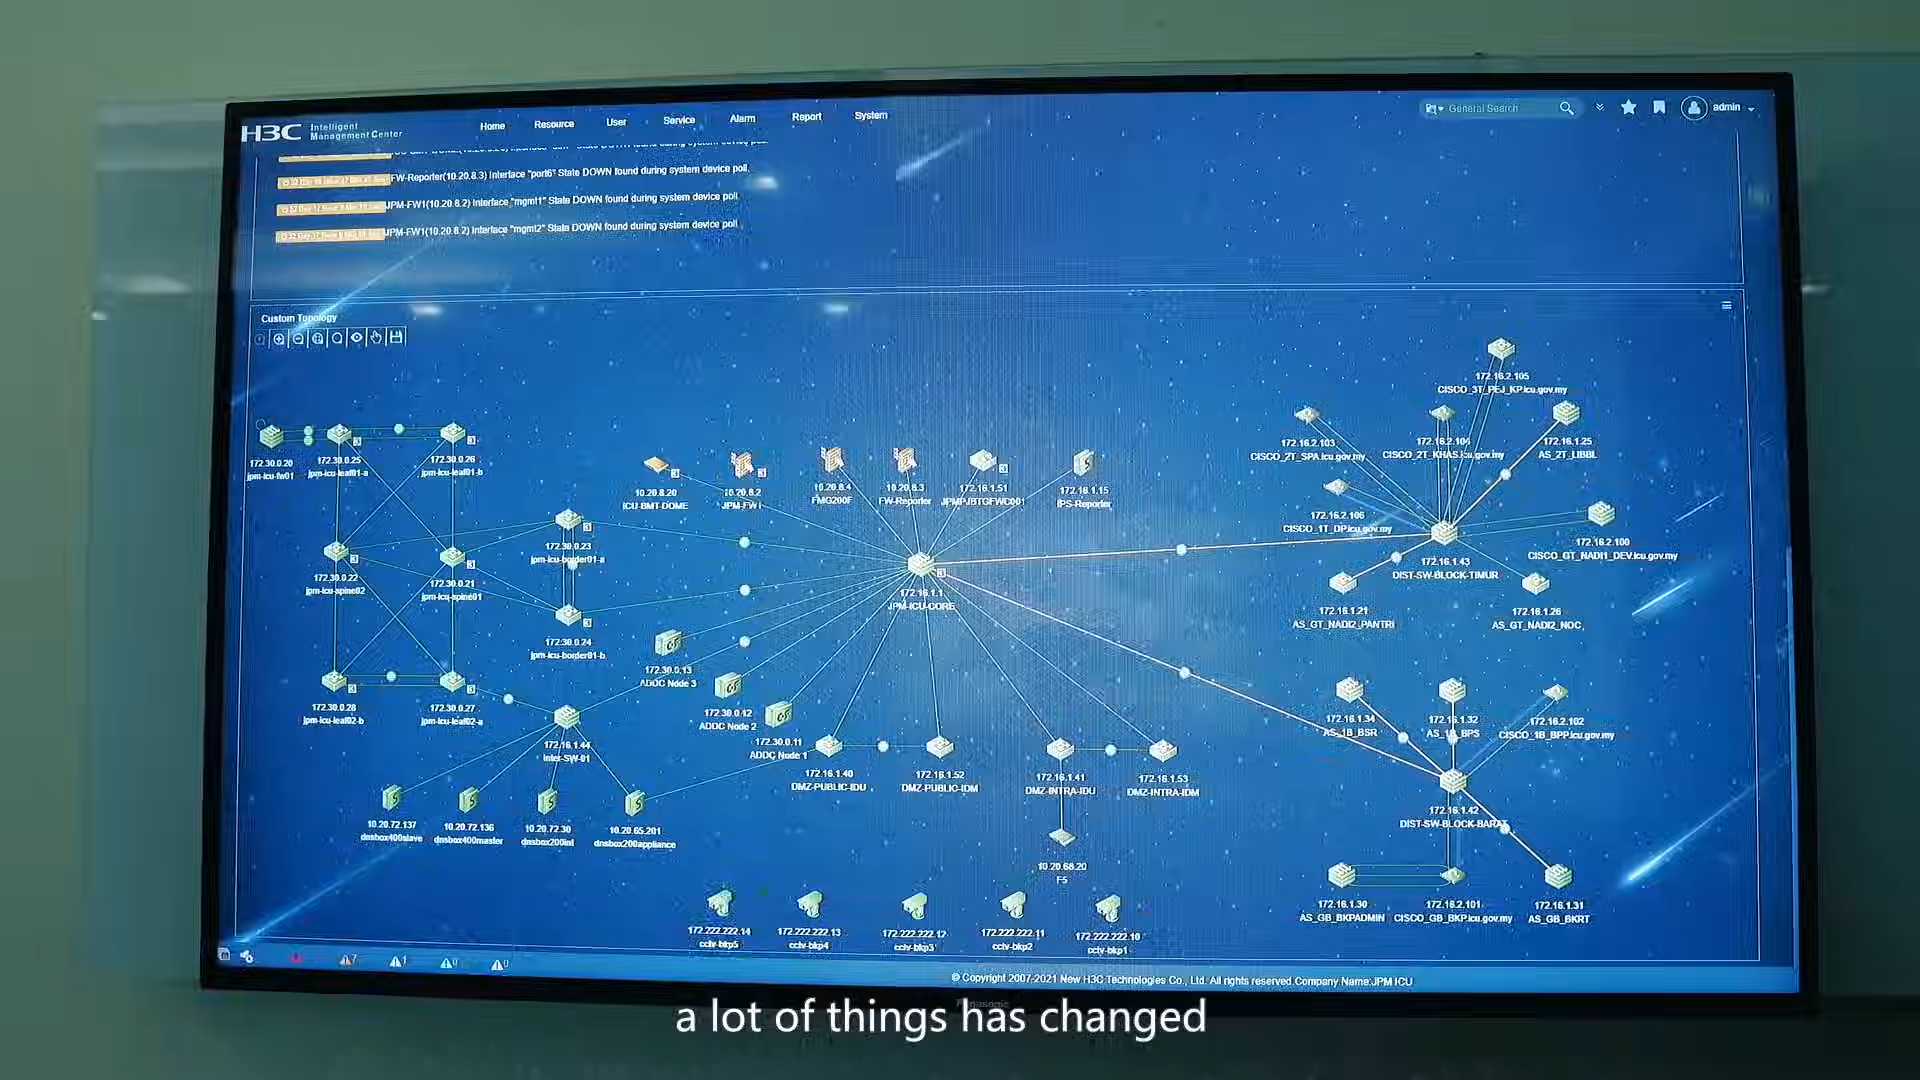 H3C Intelligent
Management Center
Home Resource User Service Alarm Report System
General Search
admin
FW-Reporter(10.20.8.3) Interface "port6" State DOWN found during system device poll.
JPM-FW1(10.20.8.2) Interface "mgmt1" State DOWN found during system device poll.
JPM-FW1(10.20.8.2) Interface "mgmt2" State DOWN found during system device poll.
Custom Topology
172.16.2.105
CISCO_3T_PEJ_KP.icu.gov.my
172.16.2.103
CISCO_2T_SPA.icu.gov.my
172.16.2.104
CISCO_2T_KHAS.icu.gov.my
172.16.1.25
AS_2T_LIBBL
172.30.0.20
jpm-icu-fw01
172.30.0.25
jpm-icu-leaf01-a
172.30.0.26
jpm-icu-leaf01-b
10.20.8.20
ICU-BMT-DOME
10.20.8.2
JPM-FW1
10.20.8.4
FMG200F
10.20.8.3
FW-Reporter
172.16.1.51
JPMPJBTGFWC001
172.16.1.15
IPS-Reporter
172.16.2.106
CISCO_1T_DP.icu.gov.my
172.16.2.100
CISCO_GT_NADI1_DEV.icu.gov.my
172.30.0.23
jpm-icu-border01-a
172.16.1.43
DIST-SW-BLOCK-TIMUR
172.30.0.22
jpm-icu-spine02
172.30.0.21
jpm-icu-spine01
172.16.1.1
JPM-ICU-CORE
172.16.1.21
AS_GT_NADI2_PANTRI
172.16.1.26
AS_GT_NADI2_NOC
172.30.0.24
jpm-icu-border01-b
172.30.0.13
ADDC Node 3
172.30.0.28
jpm-icu-leaf02-b
172.30.0.27
jpm-icu-leaf02-a
172.30.0.12
ADDC Node 2
172.16.1.34
AS_1B_BSR
172.16.1.32
AS_1B_BPS
172.16.2.102
CISCO_1B_BPP.icu.gov.my
172.16.1.44
Inter-SW-01
172.30.0.11
ADDC Node 1
172.16.1.40
DMZ-PUBLIC-IDU
172.16.1.52
DMZ-PUBLIC-IDM
172.16.1.41
DMZ-INTRA-IDU
172.16.1.53
DMZ-INTRA-IDM
172.16.1.42
DIST-SW-BLOCK-BARAT
10.20.72.137
dnsbox400slave
10.20.72.136
dnsbox400master
10.20.72.30
dnsbox200int
10.20.65.201
dnsbox200appliance
10.20.68.20
F5
172.16.1.30
AS_GB_BKPADMIN
172.16.2.101
CISCO_GB_BKP.icu.gov.my
172.16.1.31
AS_GB_BKRT
172.222.222.14
cctv-bkp5
172.222.222.13
cctv-bkp4
172.222.222.12
cctv-bkp3
172.222.222.11
cctv-bkp2
172.222.222.10
cctv-bkp1
© Copyright 2007-2021 New H3C Technologies Co., Ltd. All rights reserved.Company Name:JPM ICU
Panasonic
a lot of things has changed